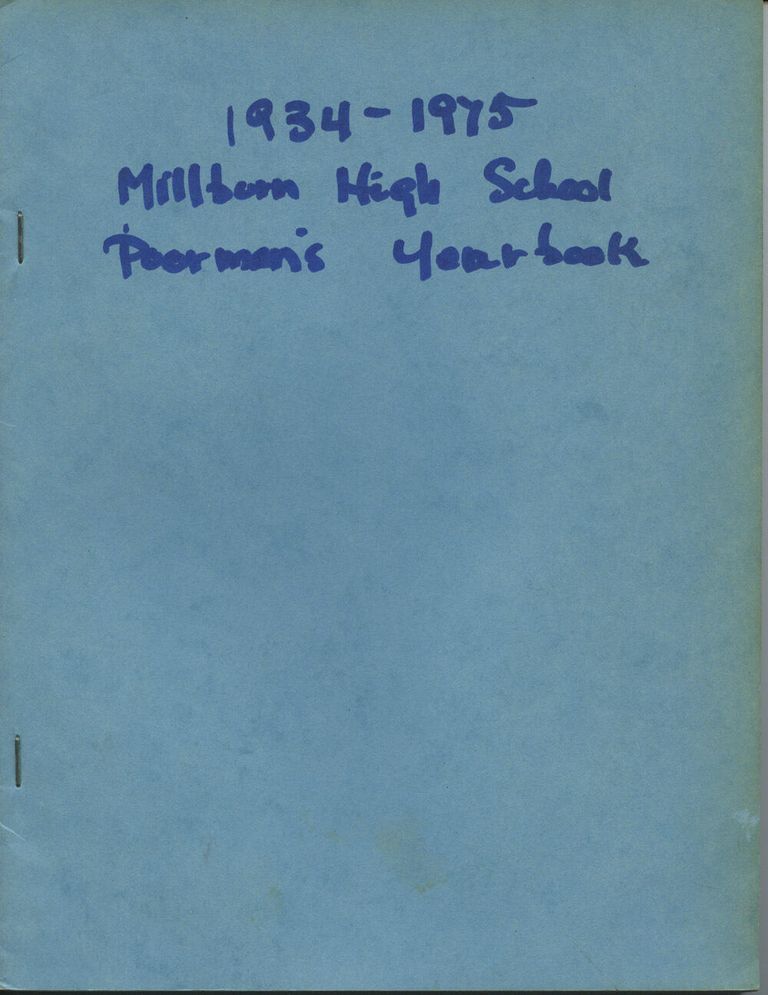 1934-1975
Millburn High School
Poorman's Yearbook